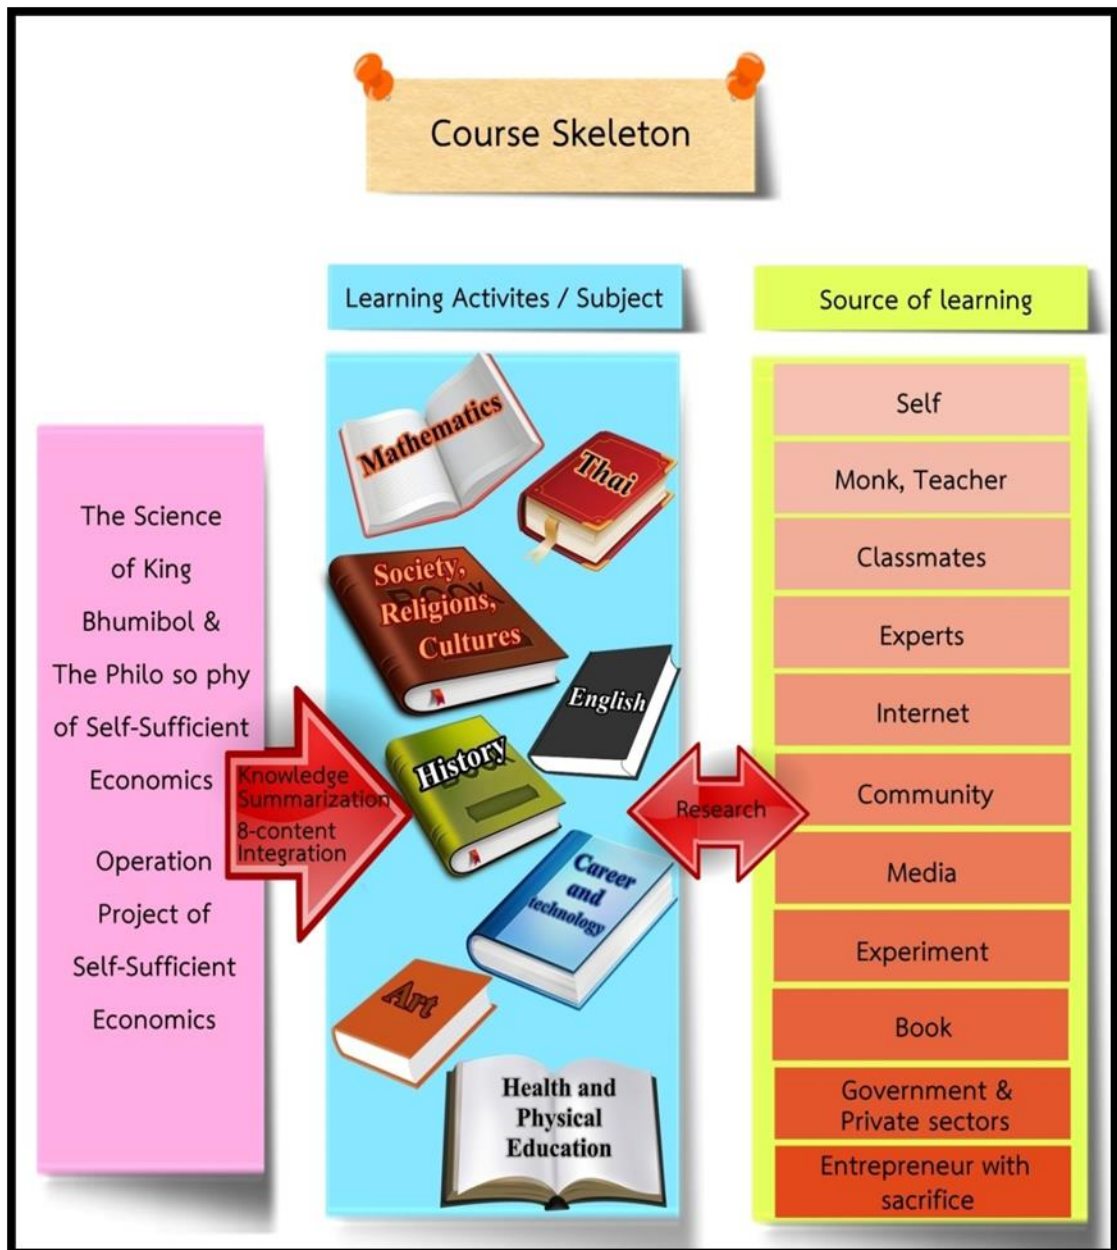 Course Skeleton
Learning Activites / Subject
Source of learning
The Science
of King
Bhumibol &
The Philo so phy
of Self-Sufficient
Economics
Operation
Project of
Self-Sufficient
Economics
Knowledge
Summarization
8-content
Integration
Mathematics
Thai
Society,
Religions,
Cultures
English
History
Career
and
technology
Art
Health and
Physical
Education
Research
Self
Monk, Teacher
Classmates
Experts
Internet
Community
Media
Experiment
Book
Government &
Private sectors
Entrepreneur with
sacrifice